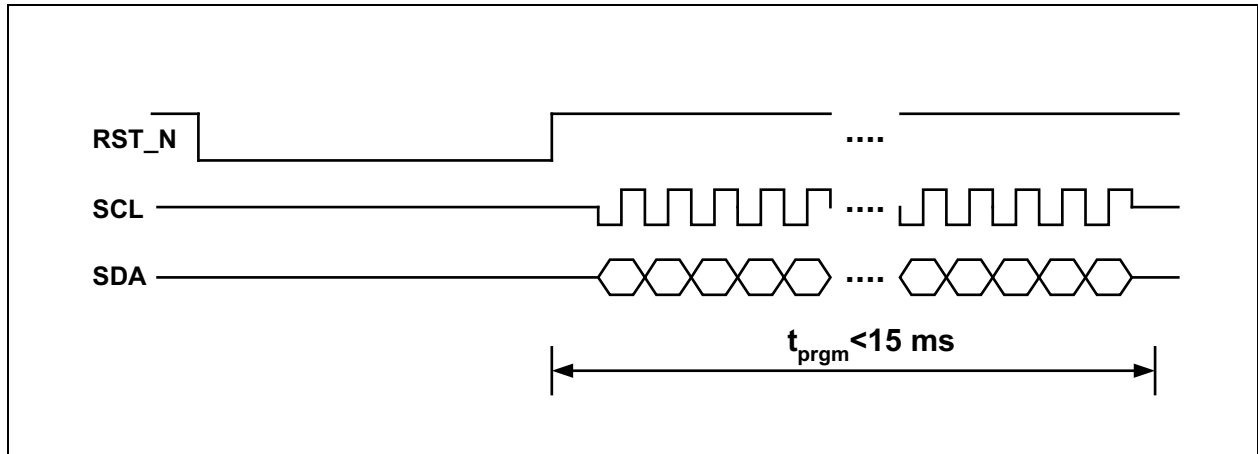 RST_N
....
SCL
....
SDA
....
tprgm<15 ms